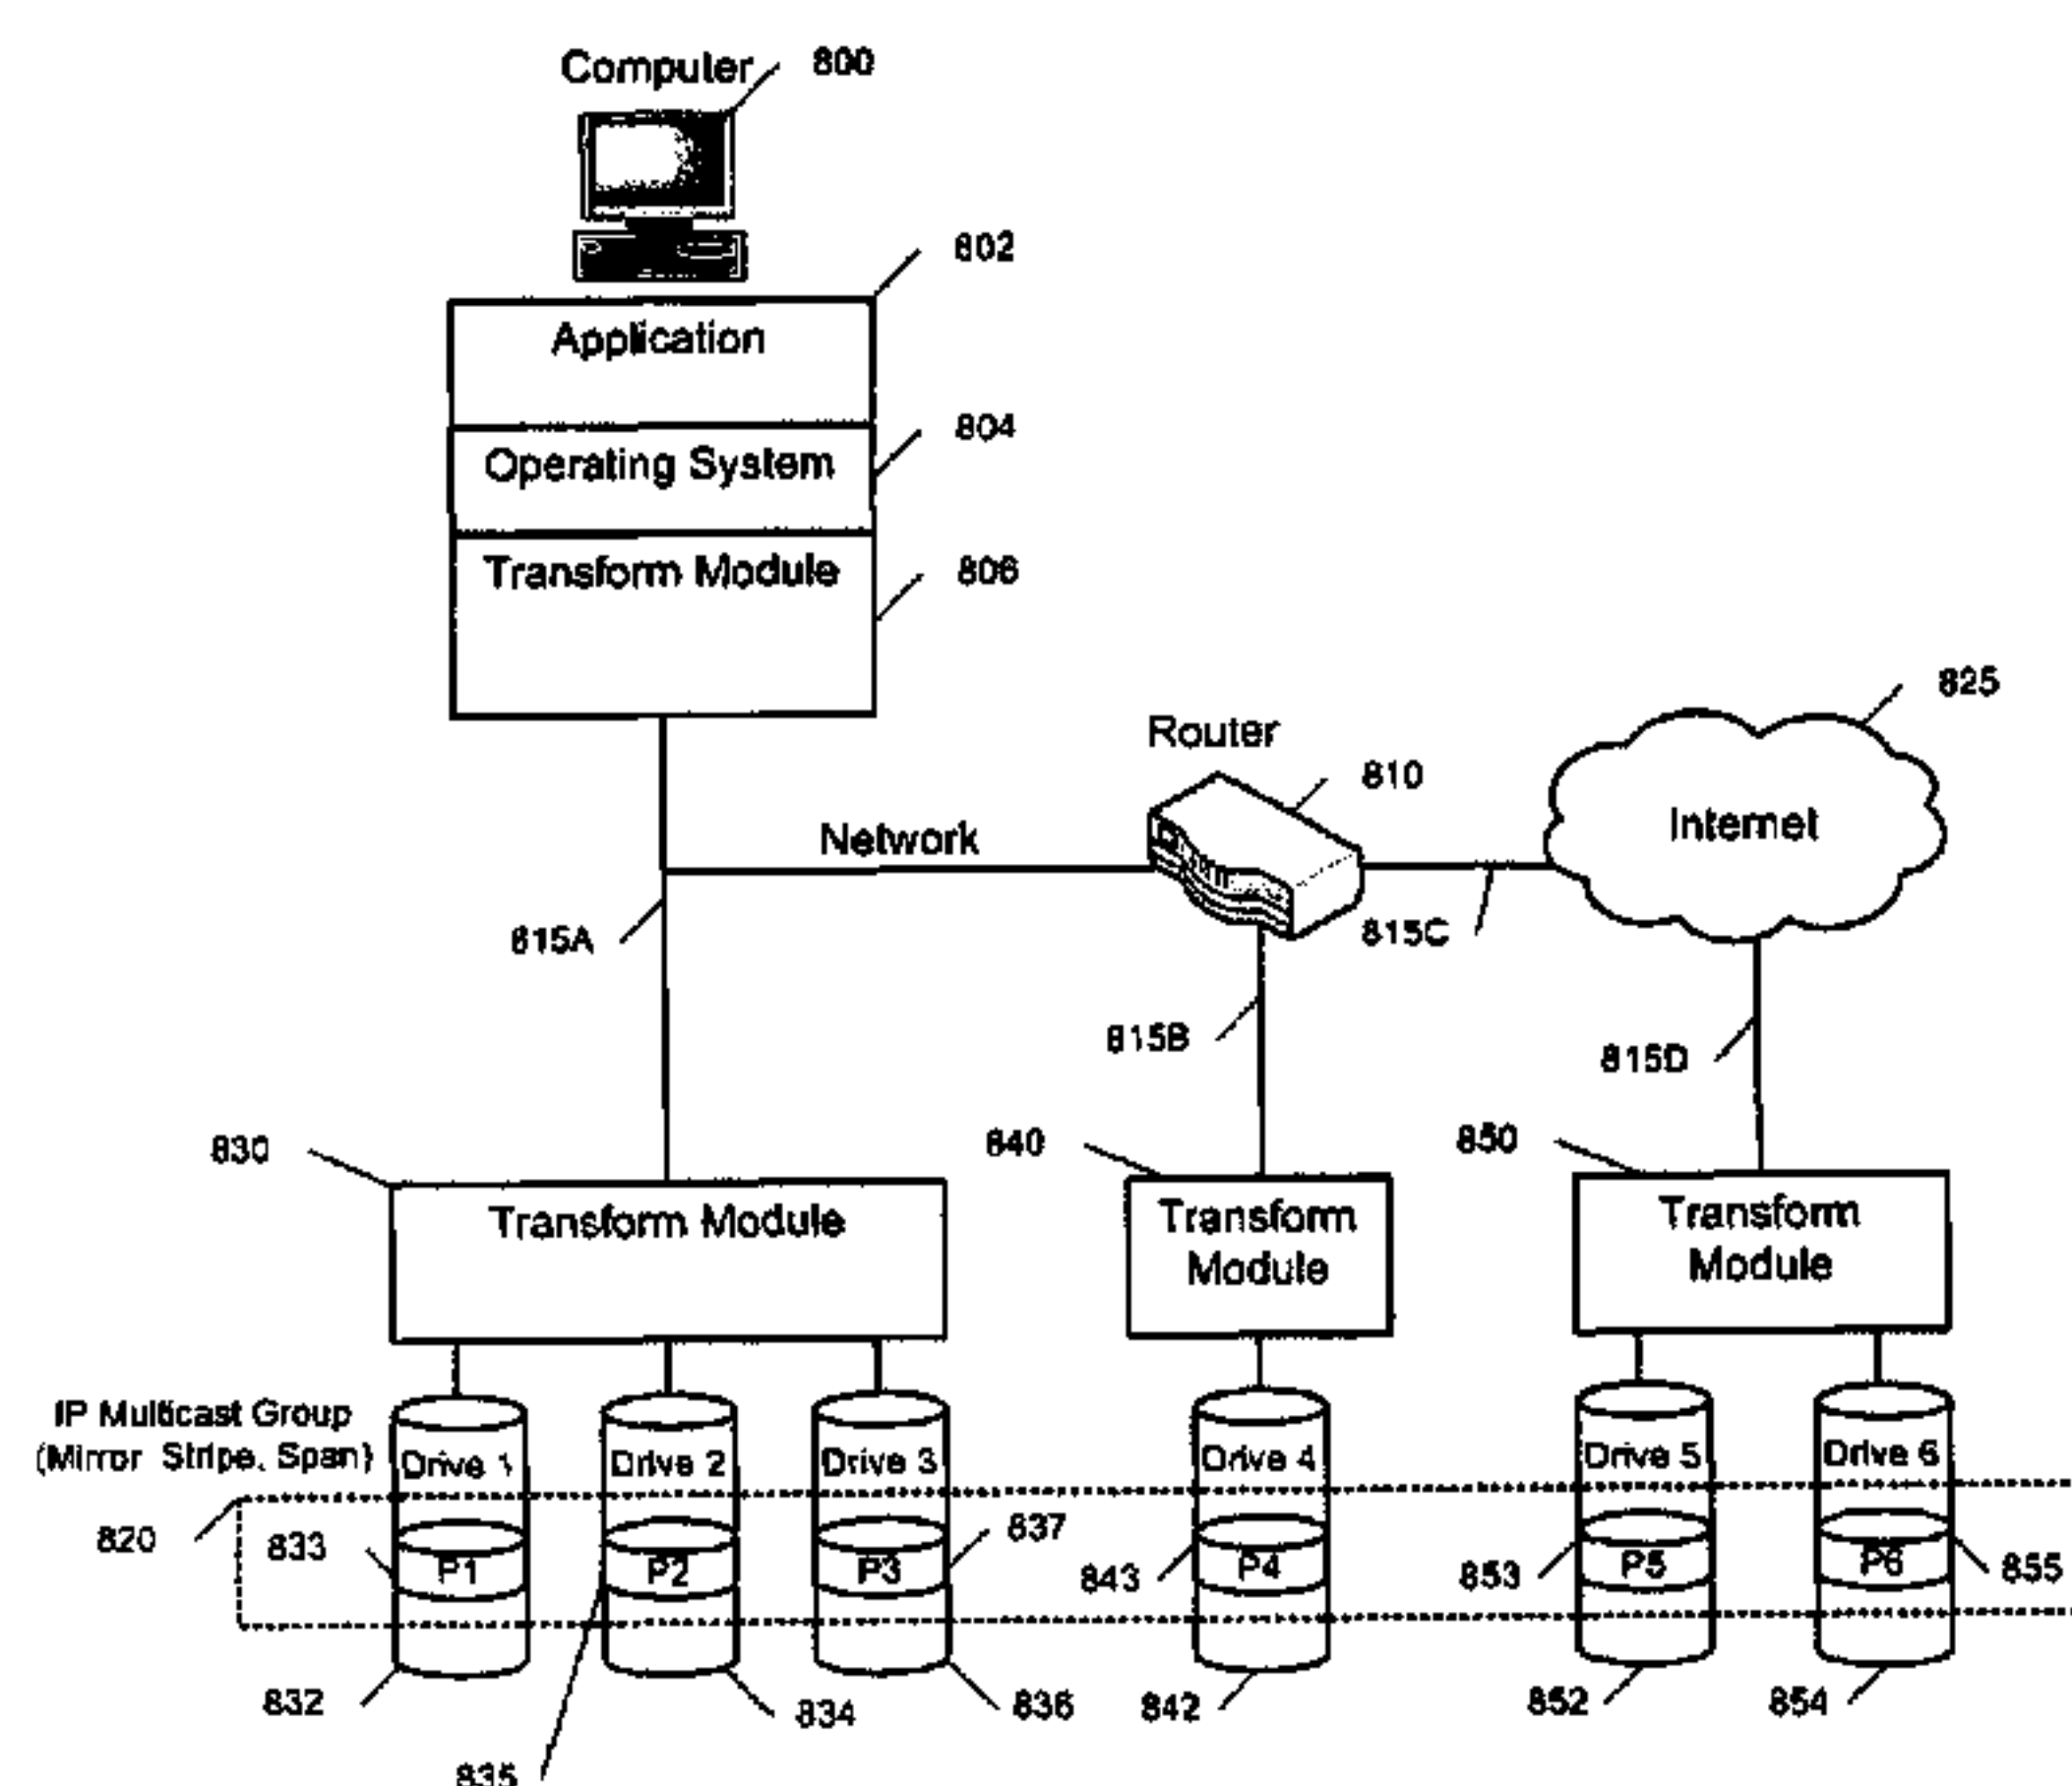 Computer 800
802
Application
804
Operating System
Transform Module 806
825
Router
810
Internet
Network
815A
815C
815B
815D
830
840
850
Transform Module
Transform
Module
Transform
Module
IP Multicast Group
(Mirror Stripe, Span)
Drive 1
Drive 2
Drive 3
Drive 4
Drive 5
Drive 6
820
833
837
843
853
855
P1
P2
P3
P4
P5
P6
832
834
836
842
852
854
835